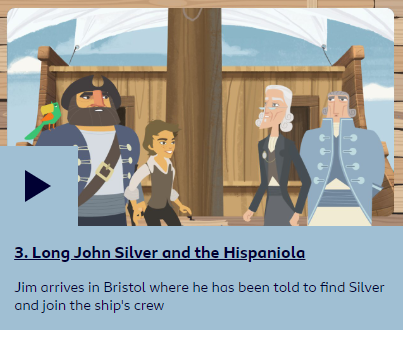 3. Long John Silver and the Hispaniola
Jim arrives in Bristol where he has been told to find Silver
and join the ship's crew